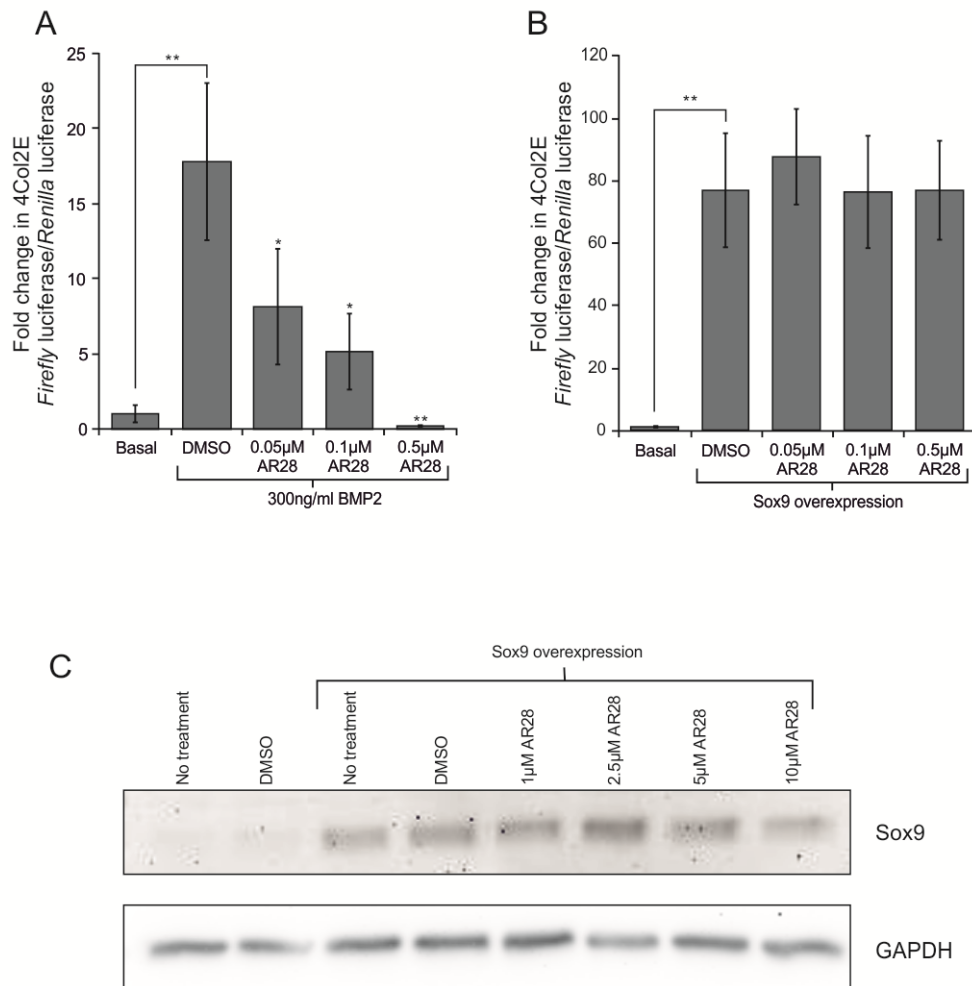 A
Fold change in 4Col2E
Firefly luciferase/Renilla luciferase
25
20
15
10
5
0
**
*
*
**
Basal
DMSO
0.05µM
AR28
0.1µM
AR28
0.5µM
AR28
300ng/ml BMP2
B
Fold change in 4Col2E
Firefly luciferase/Renilla luciferase
120
100
80
60
40
20
0
**
Basal
DMSO
0.05µM
AR28
0.1µM
AR28
0.5µM
AR28
Sox9 overexpression
C
Sox9 overexpression
No treatment
DMSO
No treatment
DMSO
1µM AR28
2.5µM AR28
5µM AR28
10µM AR28
Sox9
GAPDH